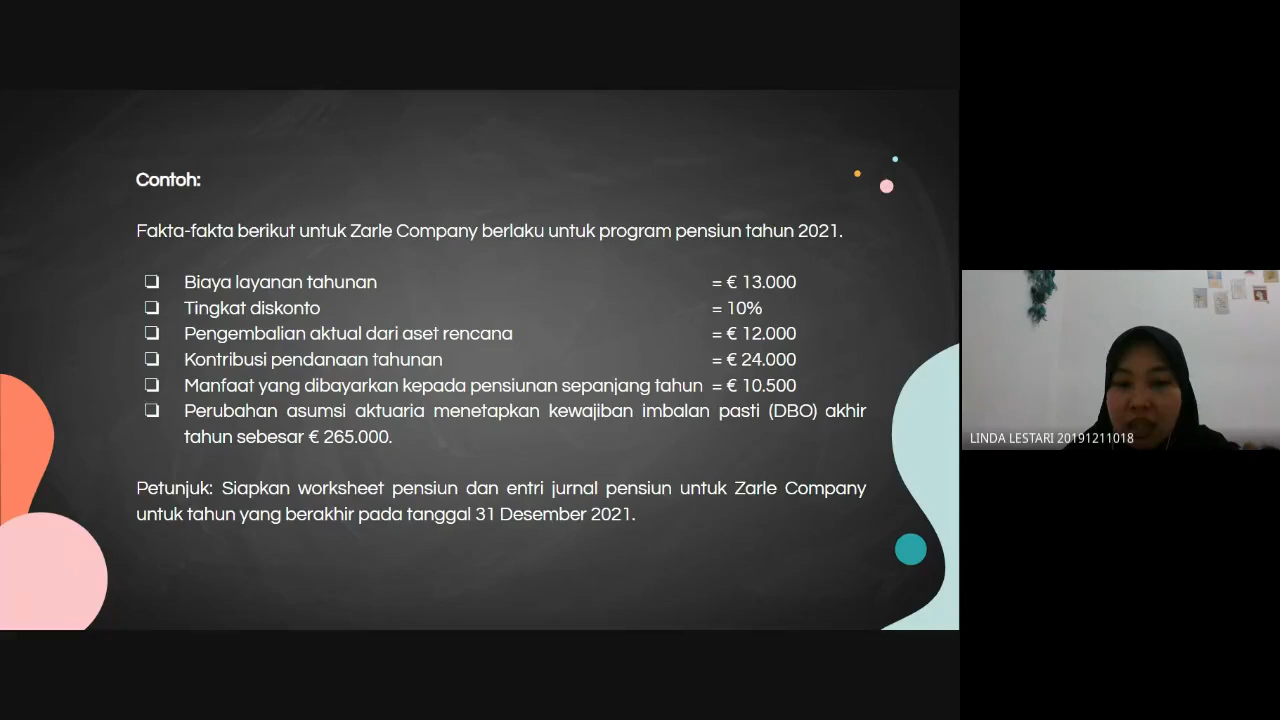 Contoh:
Fakta-fakta berikut untuk Zarle Company berlaku untuk program pensiun tahun 2021.
❑ Biaya layanan tahunan = € 13.000
❑ Tingkat diskonto = 10%
❑ Pengembalian aktual dari aset rencana = € 12.000
❑ Kontribusi pendanaan tahunan = € 24.000
❑ Manfaat yang dibayarkan kepada pensiunan sepanjang tahun = € 10.500
❑ Perubahan asumsi aktuaria menetapkan kewajiban imbalan pasti (DBO) akhir
tahun sebesar € 265.000.
Petunjuk: Siapkan worksheet pensiun dan entri jurnal pensiun untuk Zarle Company
untuk tahun yang berakhir pada tanggal 31 Desember 2021.
LINDA LESTARI 20191211018